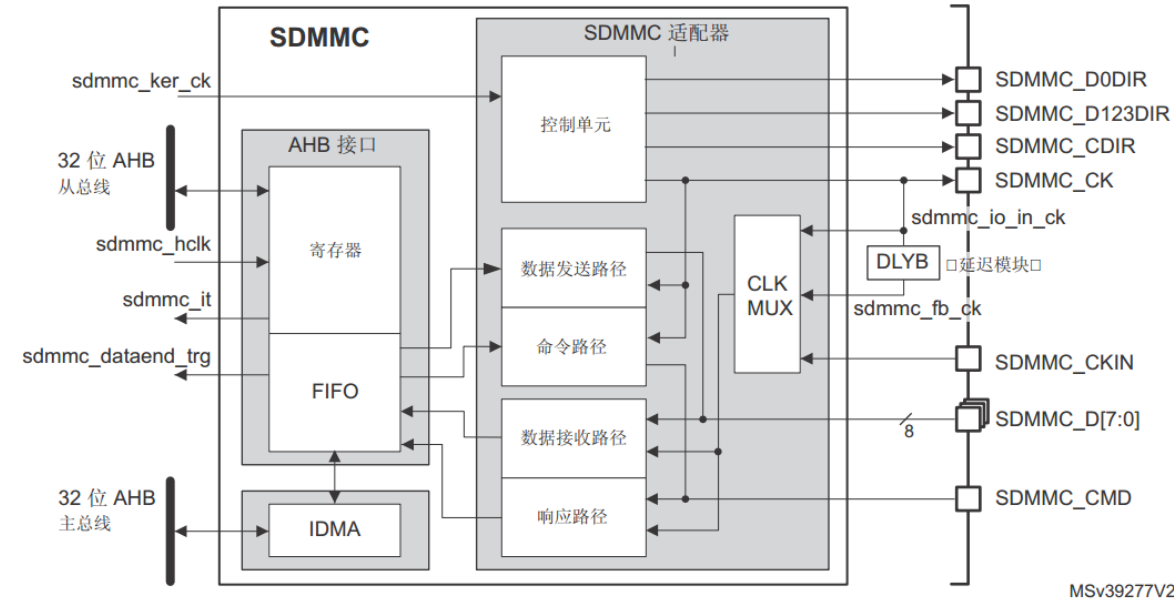 SDMMC
SDMMC 适配器
sdmmc_ker_ck
控制单元
SDMMC_D0DIR
SDMMC_D123DIR
SDMMC_CDIR
SDMMC_CK
AHB 接口
32 位 AHB
从总线
寄存器
sdmmc_hclk
sdmmc_it
sdmmc_dataend_trg
FIFO
数据发送路径
命令路径
数据接收路径
响应路径
CLK
MUX
sdmmc_io_in_ck
DLYB
□延迟模块□
sdmmc_fb_ck
SDMMC_CKIN
SDMMC_D[7:0]
8
SDMMC_CMD
32 位 AHB
主总线
IDMA
MSv39277V2